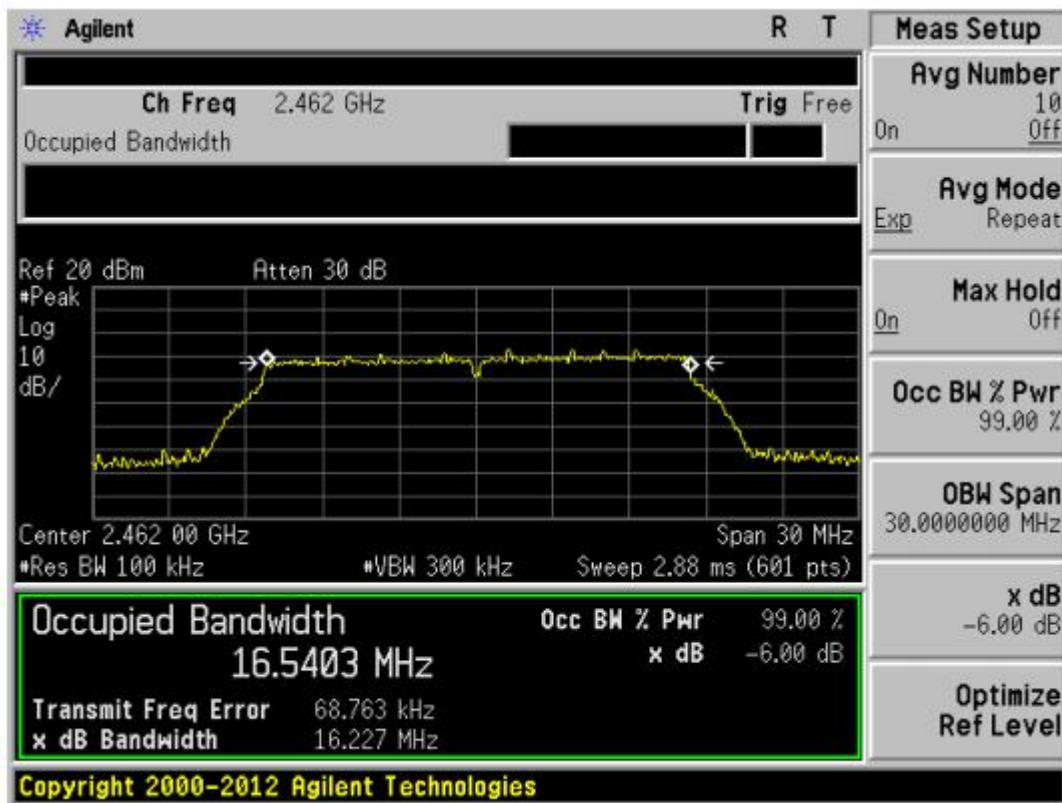 Agilent R T
Ch Freq 2.462 GHz Trig Free
Occupied Bandwidth
Ref 20 dBm Atten 30 dB
#Peak
Log
10
dB/
Center 2.462 00 GHz Span 30 MHz
#Res BW 100 kHz #VBW 300 kHz Sweep 2.88 ms (601 pts)
Occupied Bandwidth
16.5403 MHz
Occ BW % Pwr 99.00 %
x dB -6.00 dB
Transmit Freq Error 68.763 kHz
x dB Bandwidth 16.227 MHz
Copyright 2000-2012 Agilent Technologies
Meas Setup
Avg Number
10
On Off
Avg Mode
Exp Repeat
Max Hold
On Off
Occ BW % Pwr
99.00 %
OBW Span
30.0000000 MHz
x dB
-6.00 dB
Optimize
Ref Level